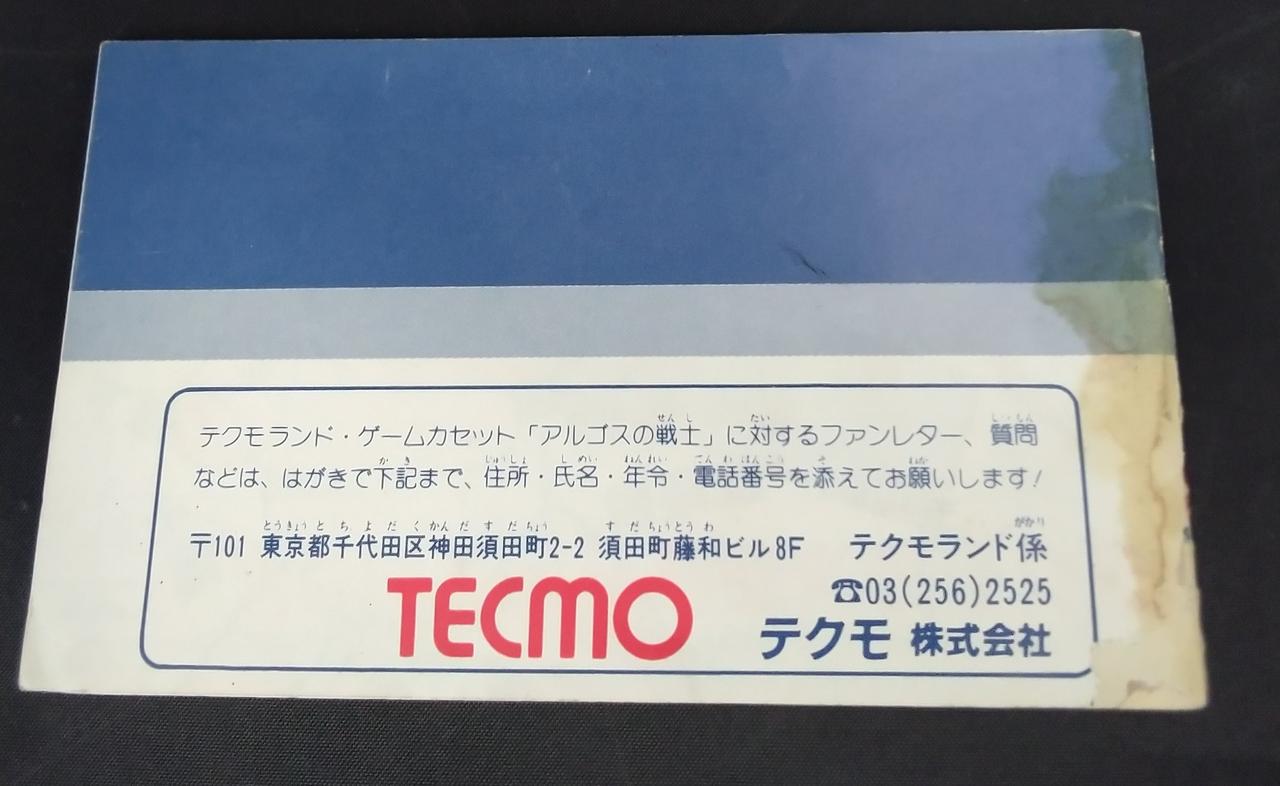 テクモランド・ゲームカセット「アルゴスの戦士」に対するファンレター、質問
などは、はがきで下記まで、住所・氏名・年令・電話番号を添えてお願いします!
〒101 東京都千代田区神田須田町2-2 須田町藤和ビル8F テクモランド係
☎03(256)2525
TECMO テクモ 株式会社